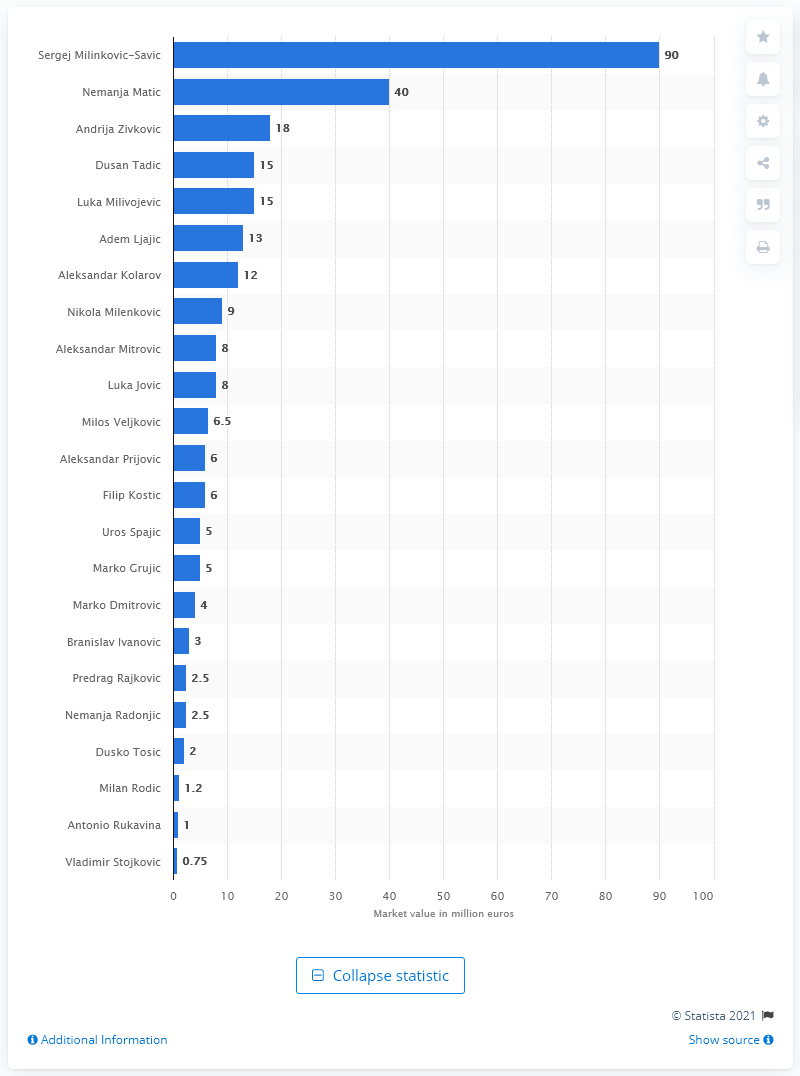 Sergej Milinkovic-Savic 90
Nemanja Matic 40
Andrija Zivkovic 18
Dusan Tadic 15
Luka Milivojevic 15
Adem Ljajic 13
Aleksandar Kolarov 12
Nikola Milenkovic 9
Aleksandar Mitrovic 8
Luka Jovic 8
Milos Veljkovic 6.5
Aleksandar Prijovic 6
Filip Kostic 6
Uros Spajic 5
Marko Grujic 5
Marko Dmitrovic 4
Branislav Ivanovic 3
Predrag Rajkovic 2.5
Nemanja Radonjic 2.5
Dusko Tosic 2
Milan Rodic 1.2
Antonio Rukavina 1
Vladimir Stojkovic 0.75
0 10 20 30 40 50 60 70 80 90 100
Market value in million euros
Collapse statistic
© Statista 2021
Additional Information
Show source